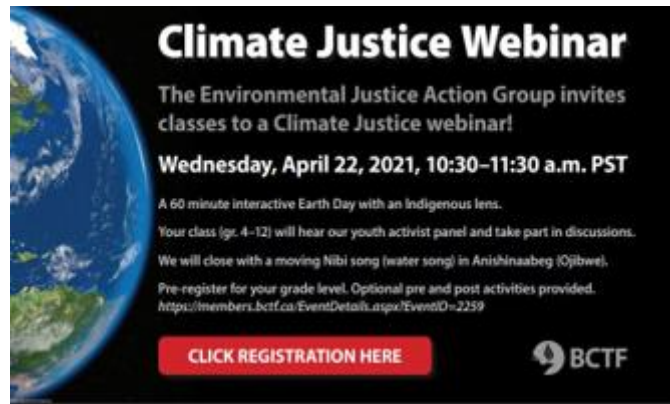 Climate Justice Webinar
The Environmental Justice Action Group invites
classes to a Climate Justice webinar!
Wednesday, April 22, 2021, 10:30–11:30 a.m. PST
A 60 minute interactive Earth Day with an Indigenous lens.
Your class (gr. 4–12) will hear our youth activist panel and take part in discussions.
We will close with a moving Nibi song (water song) in Anishinaabeg (Ojibwe).
Pre-register for your grade level. Optional pre and post activities provided.
https://members.bctf.ca/EventDetails.aspx?EventID=2259
CLICK REGISTRATION HERE
BCTF